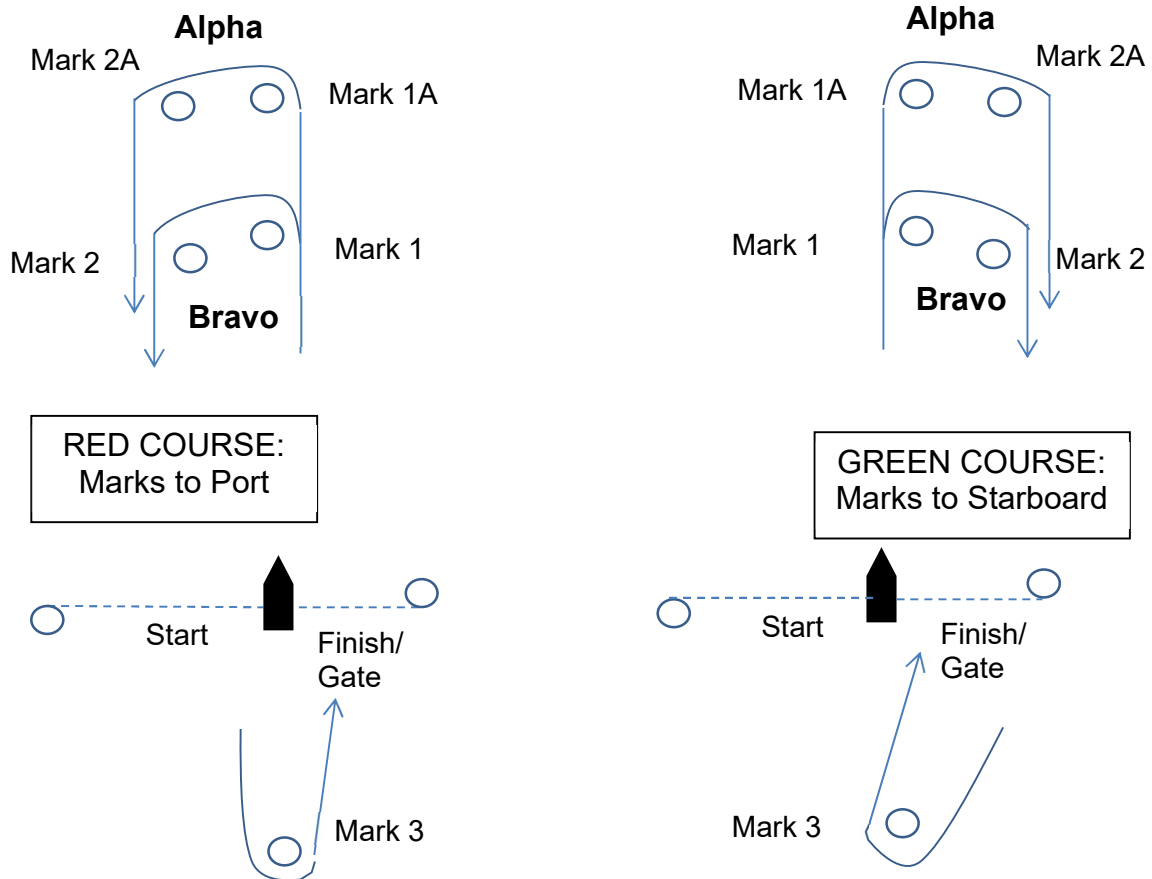 Alpha
Mark 2A
Mark 1A
Mark 2
Mark 1
Bravo
RED COURSE:
Marks to Port
Start
Finish/
Gate
Mark 3
Alpha
Mark 2A
Mark 1A
Mark 1
Mark 2
Bravo
GREEN COURSE:
Marks to Starboard
Start
Finish/
Gate
Mark 3